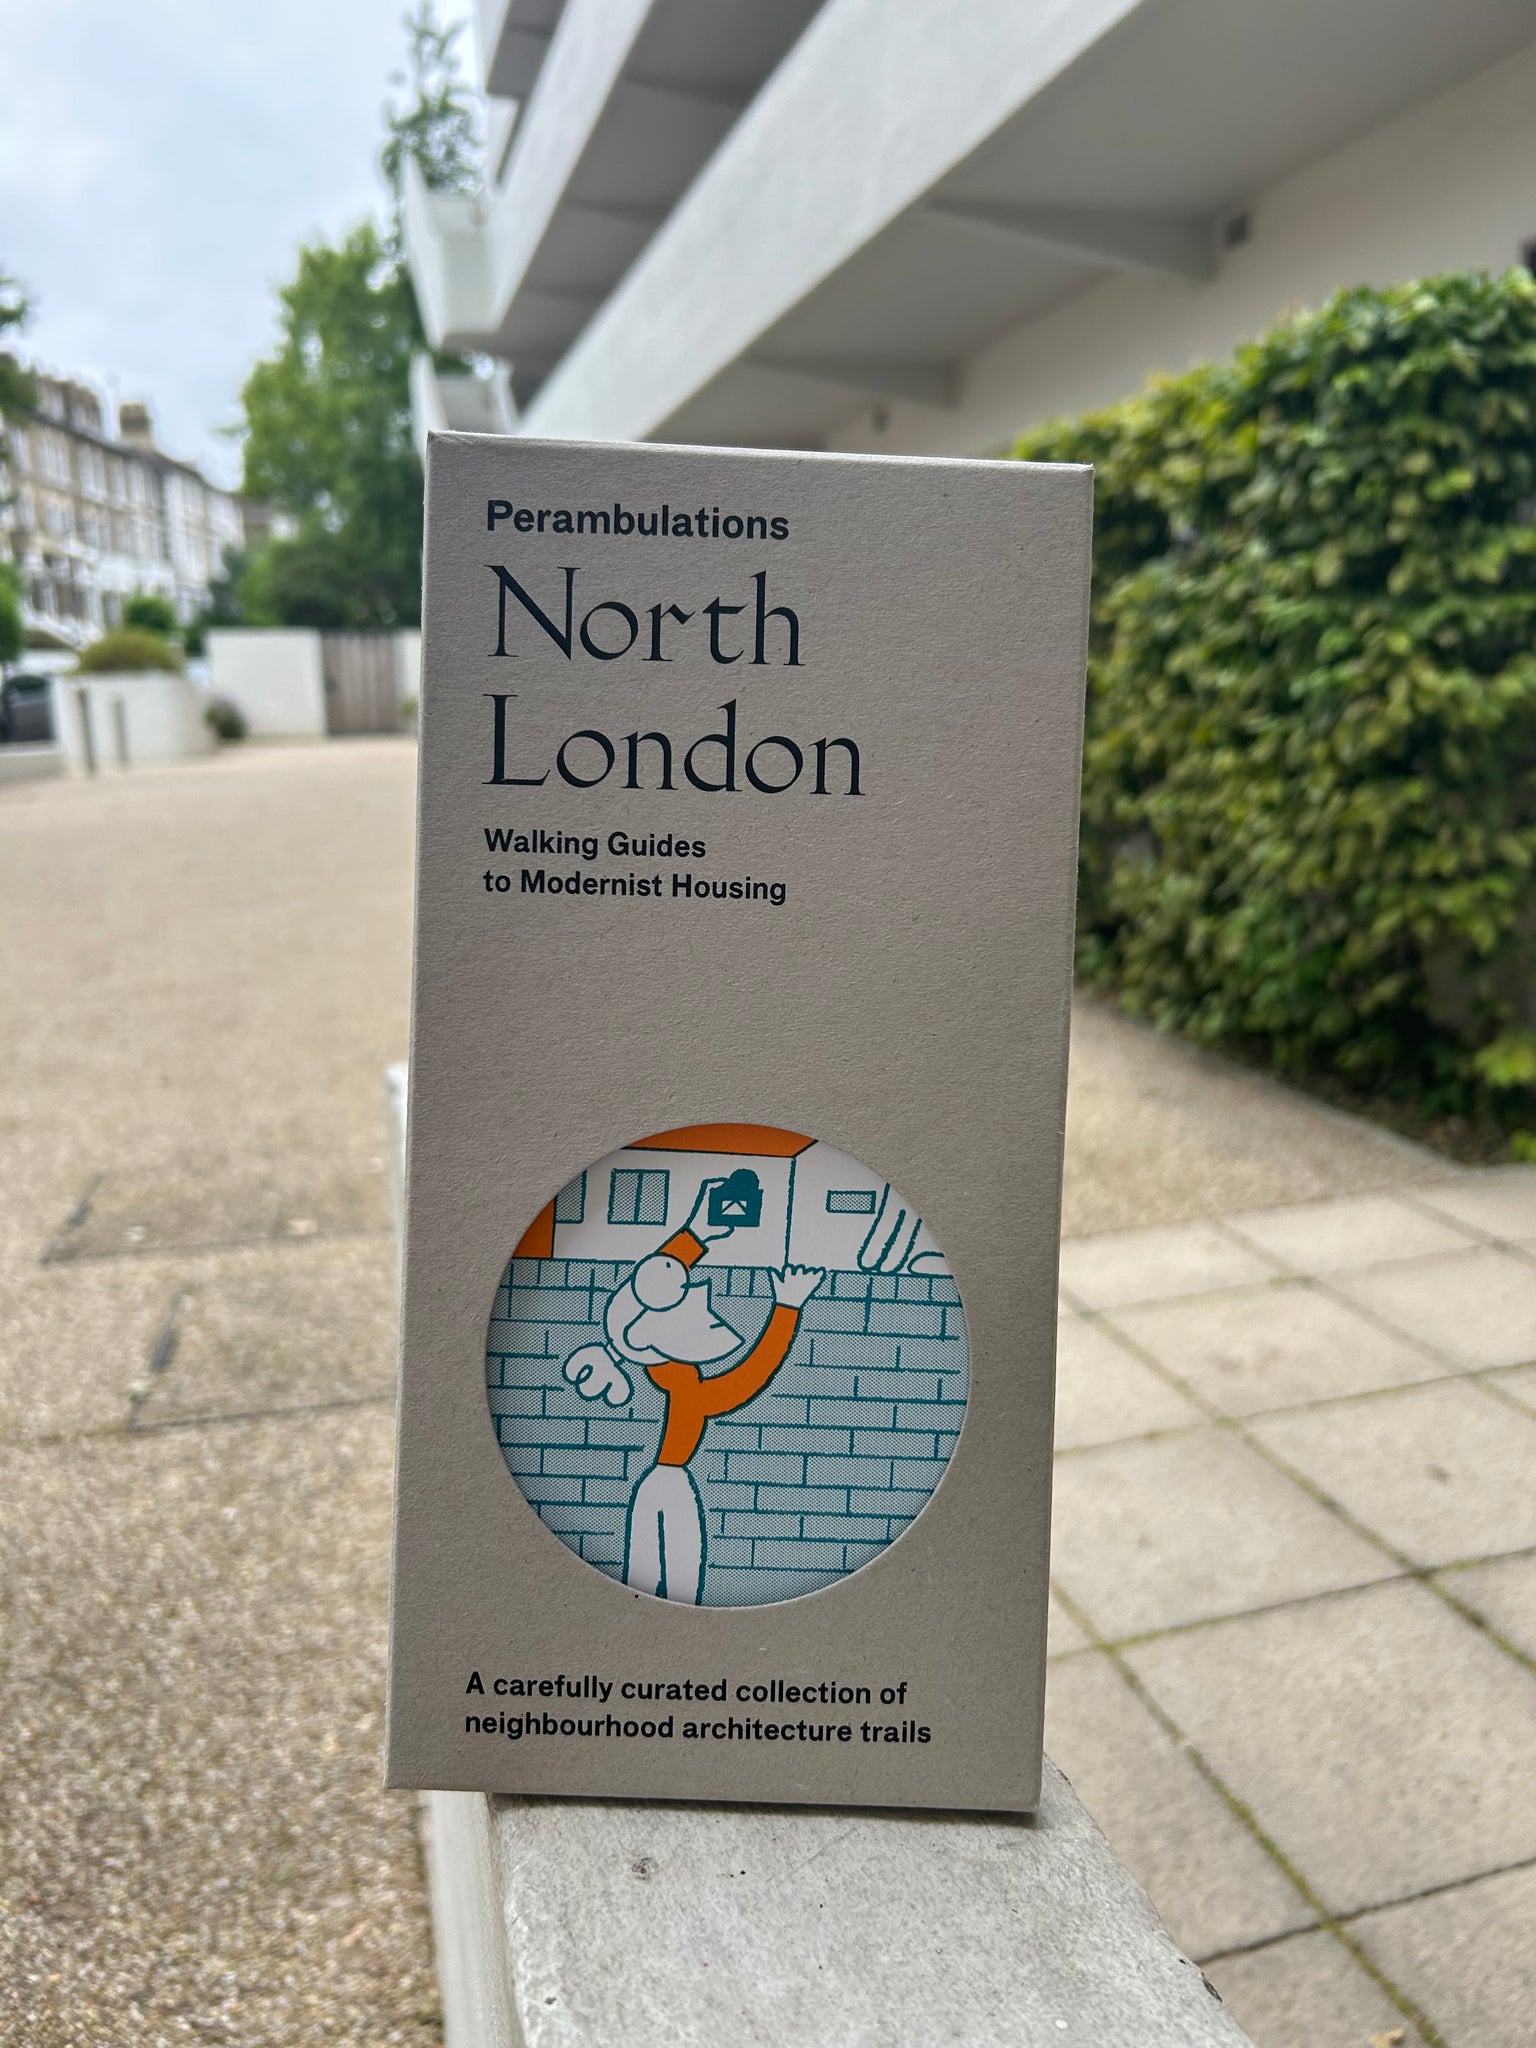 Perambulations
North
London
Walking Guides
to Modernist Housing
A carefully curated collection of
neighbourhood architecture trails